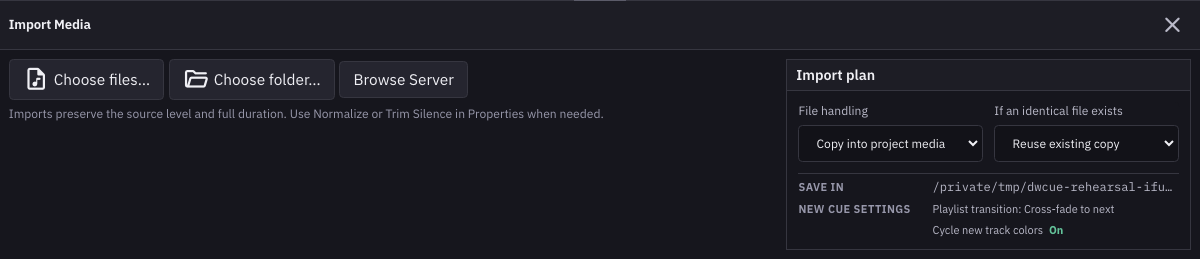 Import Media
Choose files...
Choose folder...
Browse Server
Imports preserve the source level and full duration. Use Normalize or Trim Silence in Properties when needed.
Import plan
File handling
If an identical file exists
Copy into project media
Reuse existing copy
SAVE IN /private/tmp/dwcue-rehearsal-ifu…
NEW CUE SETTINGS Playlist transition: Cross-fade to next
Cycle new track colors On